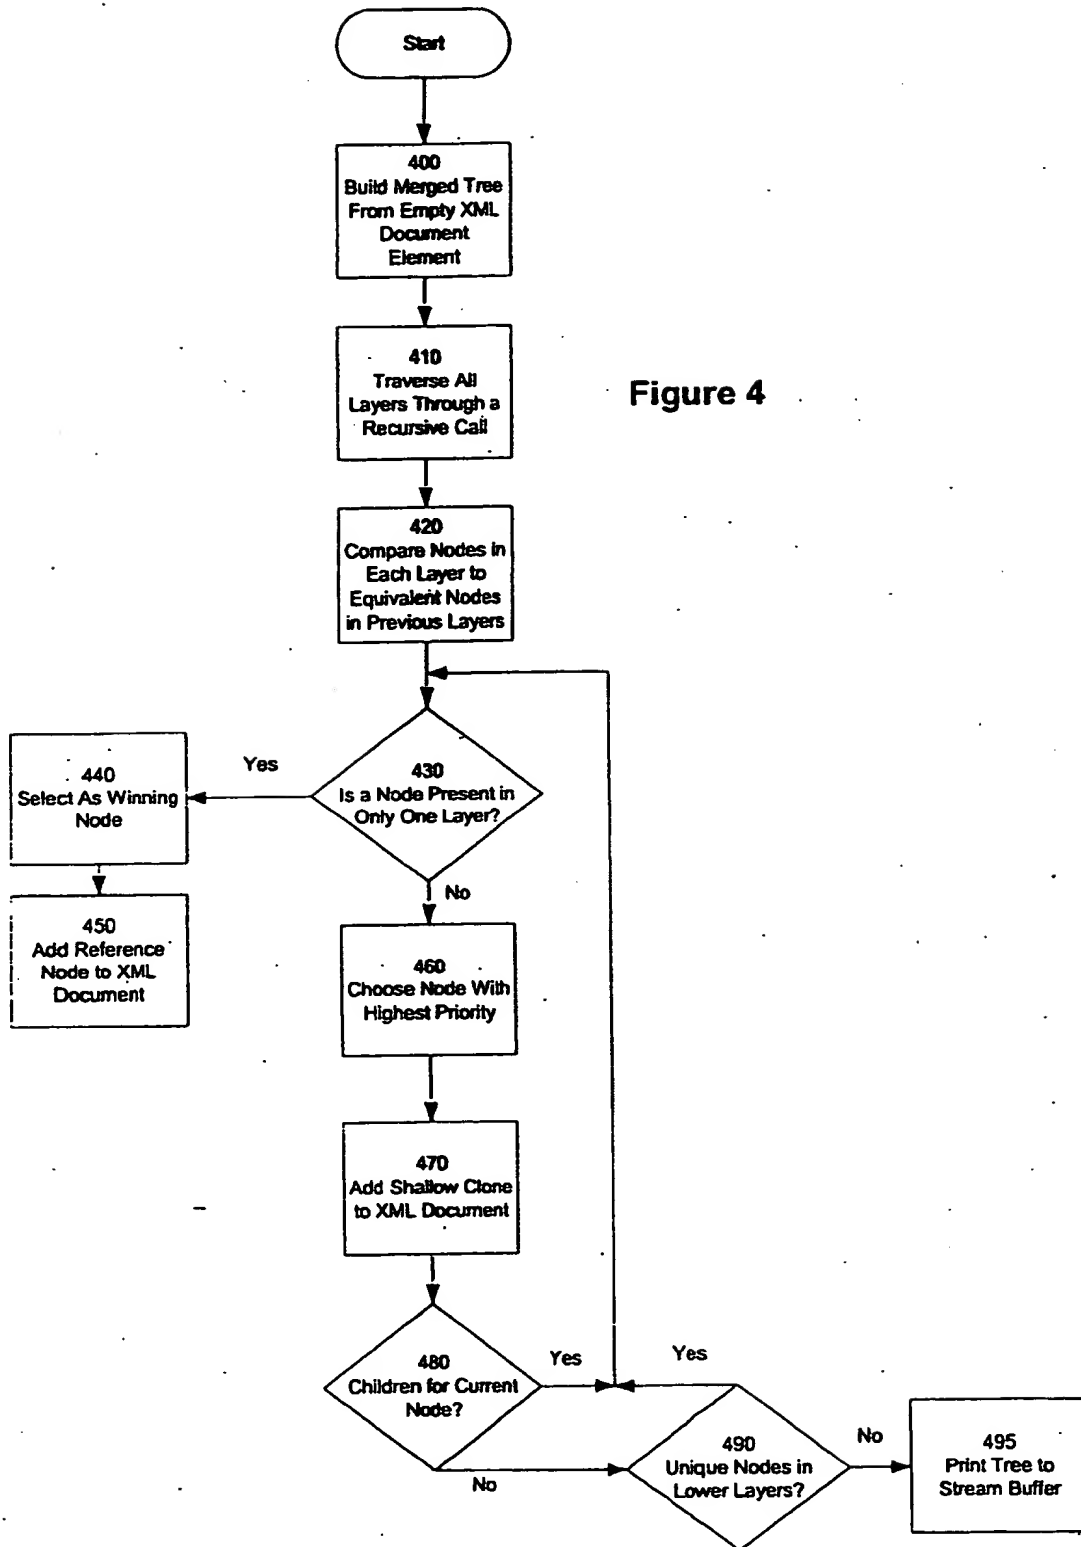 Start
400
Build Merged Tree
From Empty XML
Document
Element
410
Traverse All
Layers Through a
Recursive Call
Figure 4
420
Compare Nodes in
Each Layer to
Equivalent Nodes
in Previous Layers
430
Is a Node Present in
Only One Layer?
Yes
440
Select As Winning
Node
450
Add Reference
Node to XML
Document
No
460
Choose Node With
Highest Priority
470
Add Shallow Clone
to XML Document
480
Children for Current
Node?
Yes
Yes
No
490
Unique Nodes in
Lower Layers?
No
495
Print Tree to
Stream Buffer